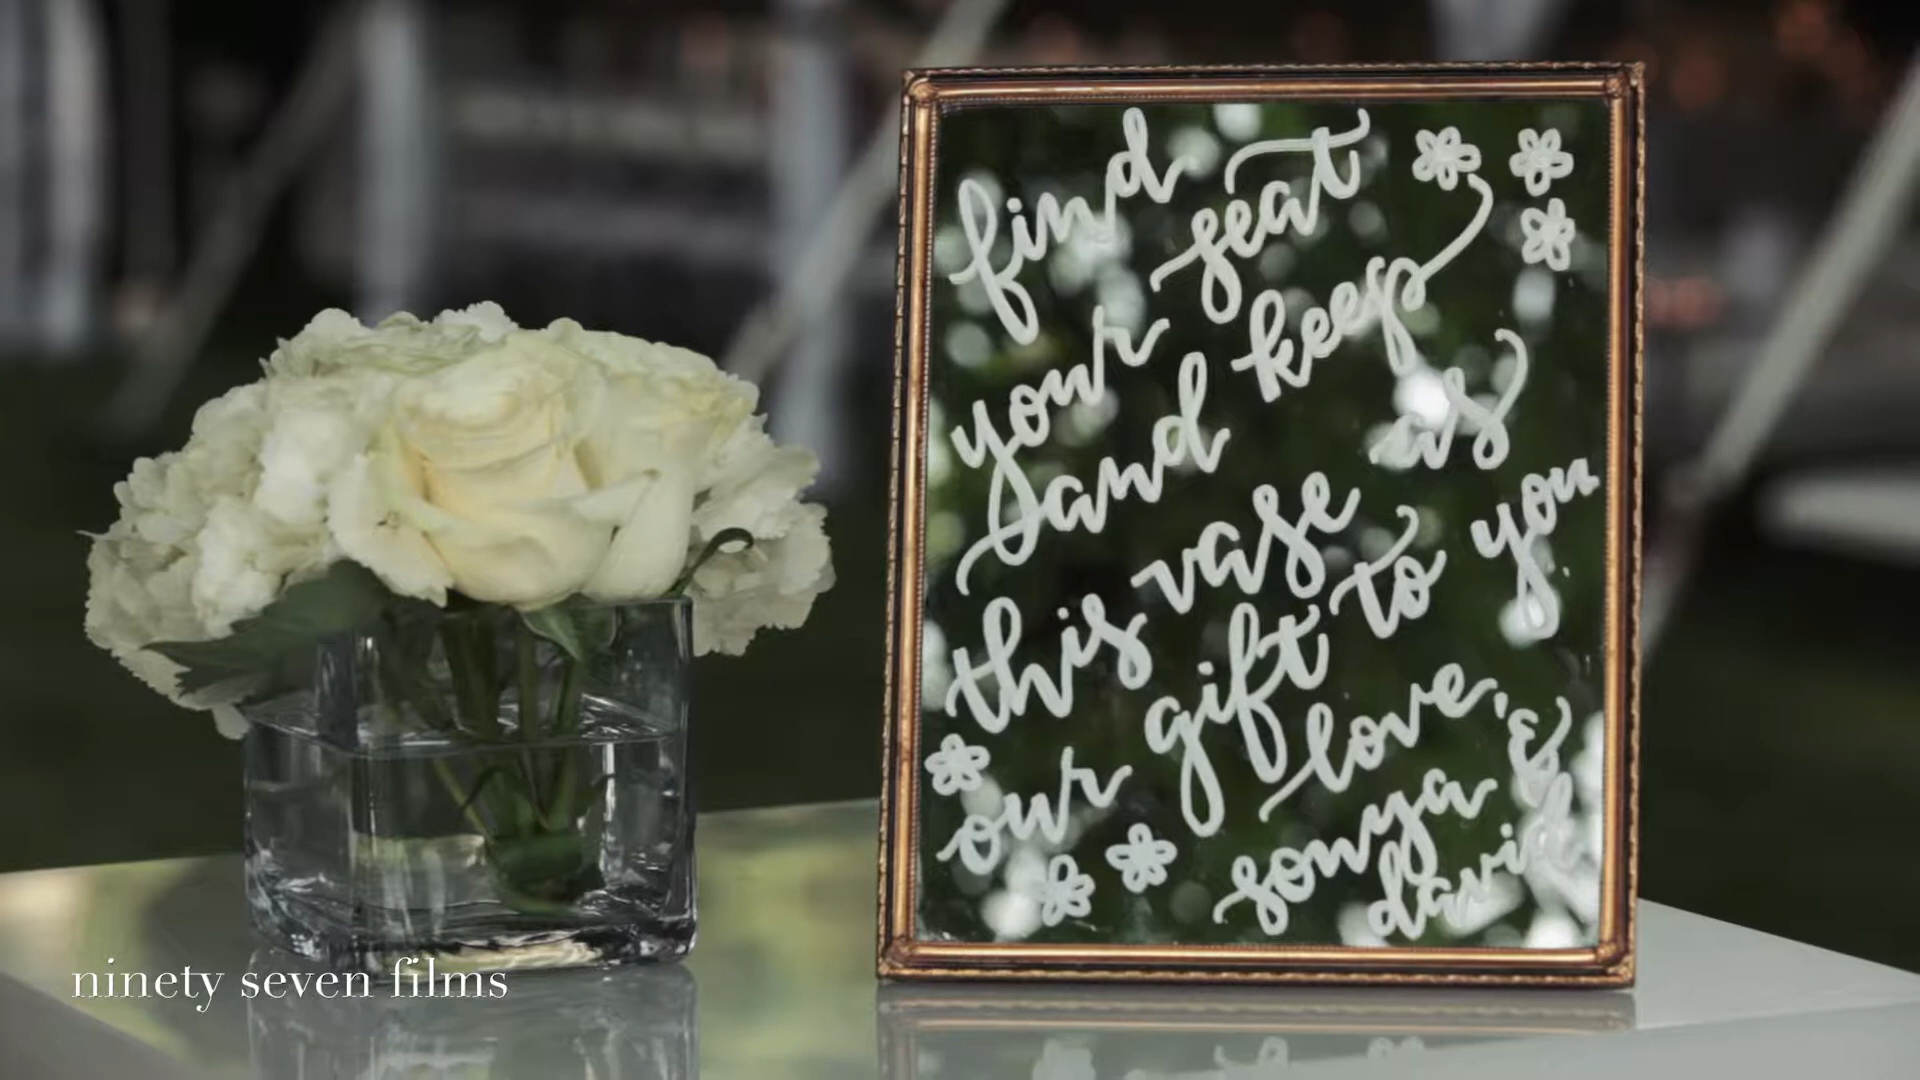 find
your seat
and keep
this vase as
our gift to you
love,
sonya &
david
ninety seven films